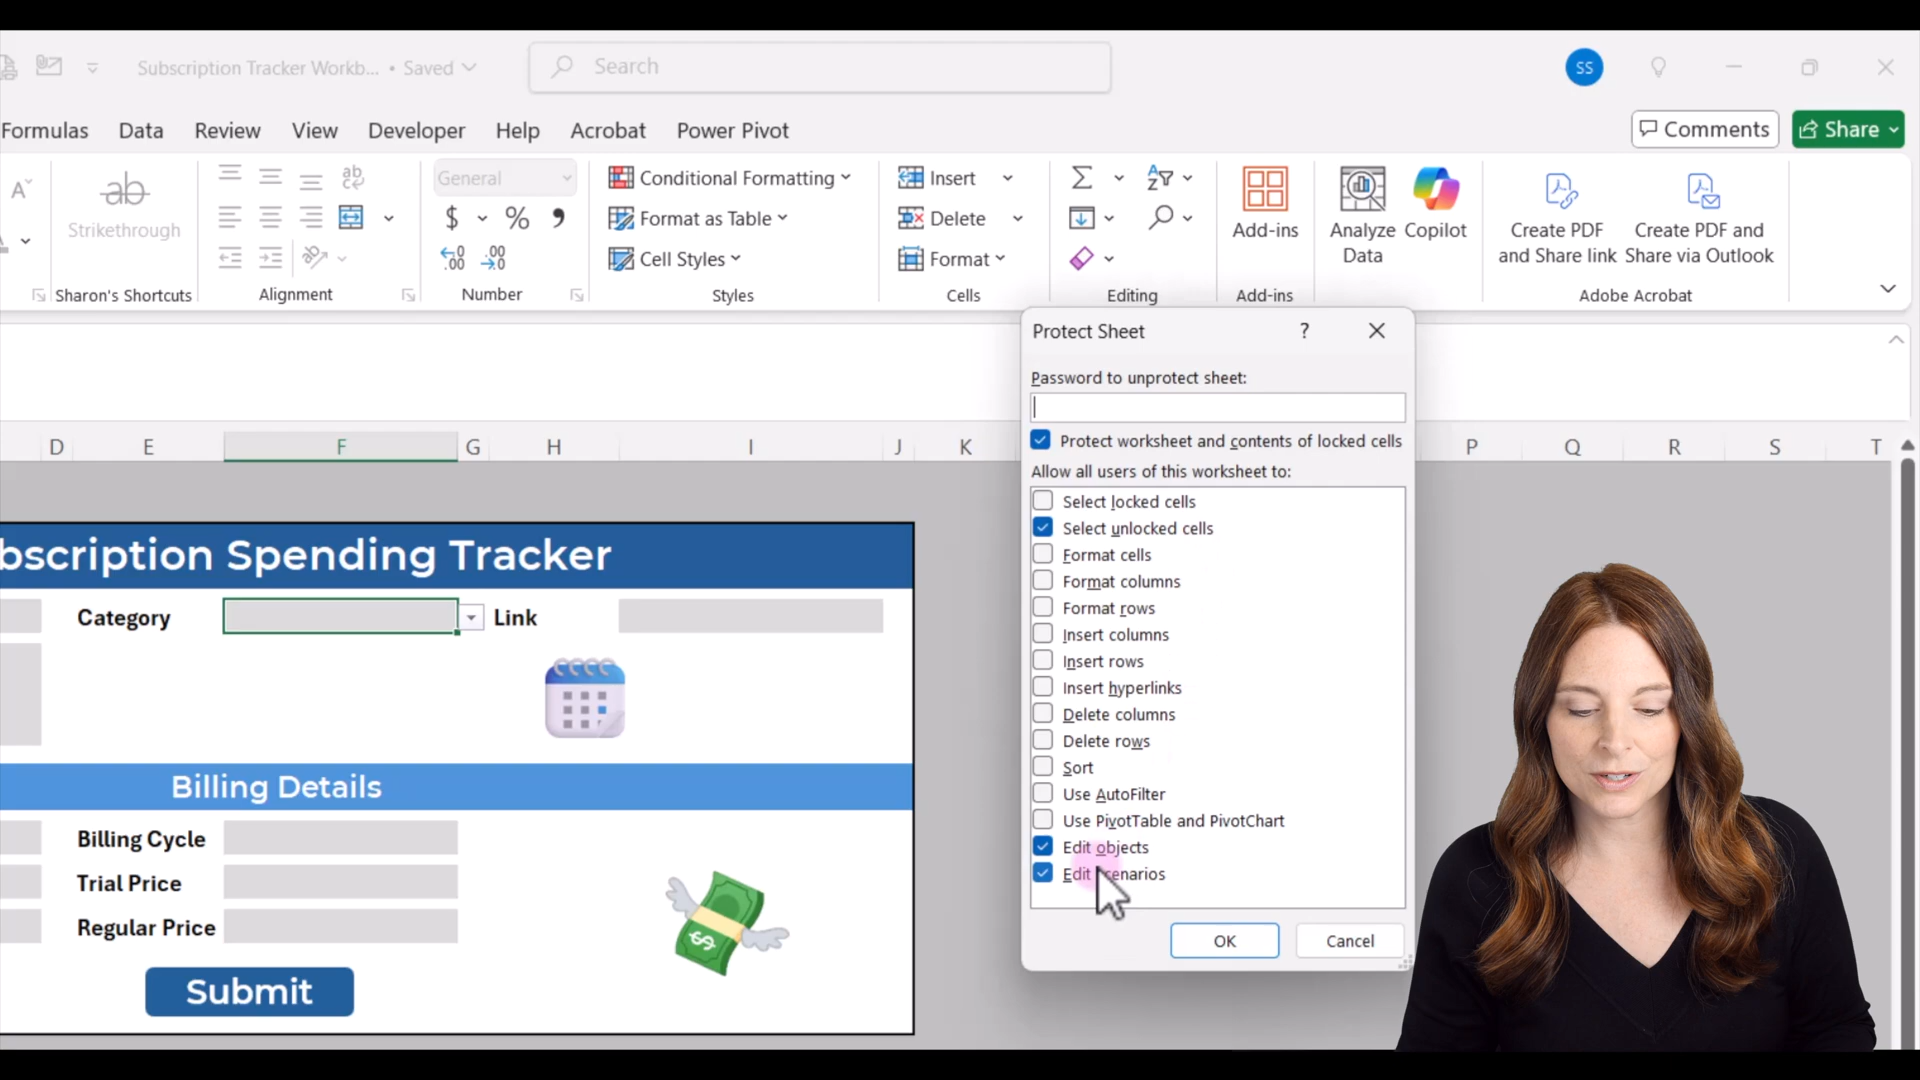 Subscription Tracker Workb... • Saved
Search
SS
Formulas Data Review View Developer Help Acrobat Power Pivot
Comments
Share
ab
Strikethrough
Sharon's Shortcuts
Alignment
General
$ % ,
Number
Conditional Formatting
Format as Table
Cell Styles
Styles
Insert
Delete
Format
Cells
Editing
Add-ins
Add-ins
Analyze
Data
Copilot
Create PDF
and Share link
Create PDF and
Share via Outlook
Adobe Acrobat
Protect Sheet
?
Password to unprotect sheet:
Protect worksheet and contents of locked cells
Allow all users of this worksheet to:
Select locked cells
Select unlocked cells
Format cells
Format columns
Format rows
Insert columns
Insert rows
Insert hyperlinks
Delete columns
Delete rows
Sort
Use AutoFilter
Use PivotTable and PivotChart
Edit objects
Edit
OK
Cancel
D E F G H I J K P Q R S T
bscription Spending Tracker
Category
Link
Billing Details
Billing Cycle
Trial Price
Regular Price
Submit